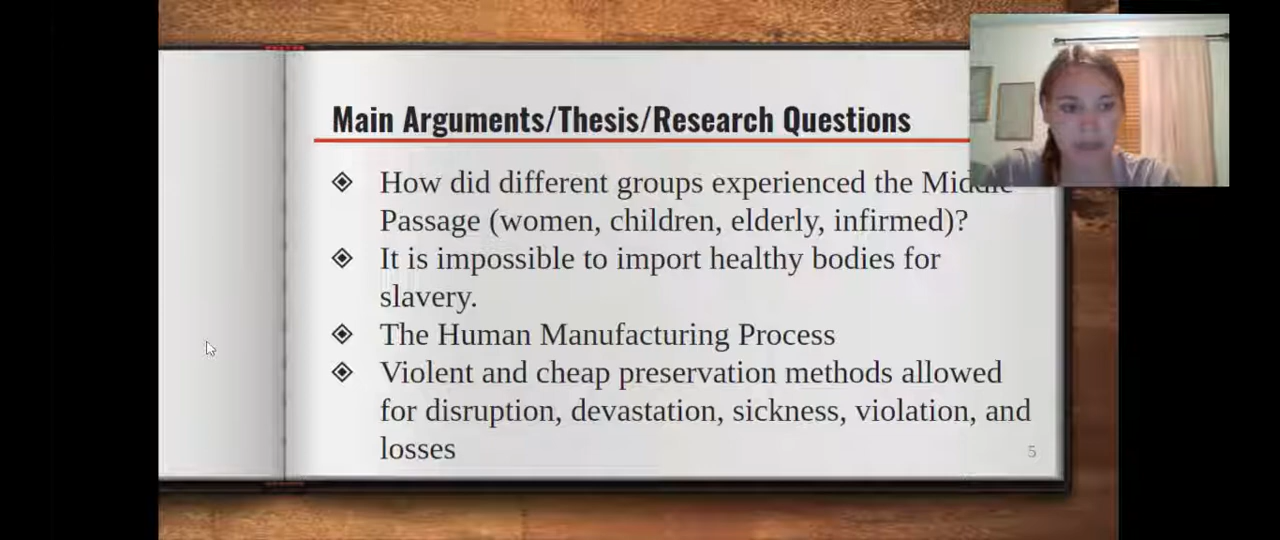 Main Arguments/Thesis/Research Questions
How did different groups experienced the Middle
Passage (women, children, elderly, infirmed)?
It is impossible to import healthy bodies for
slavery.
The Human Manufacturing Process
Violent and cheap preservation methods allowed
for disruption, devastation, sickness, violation, and
losses
5